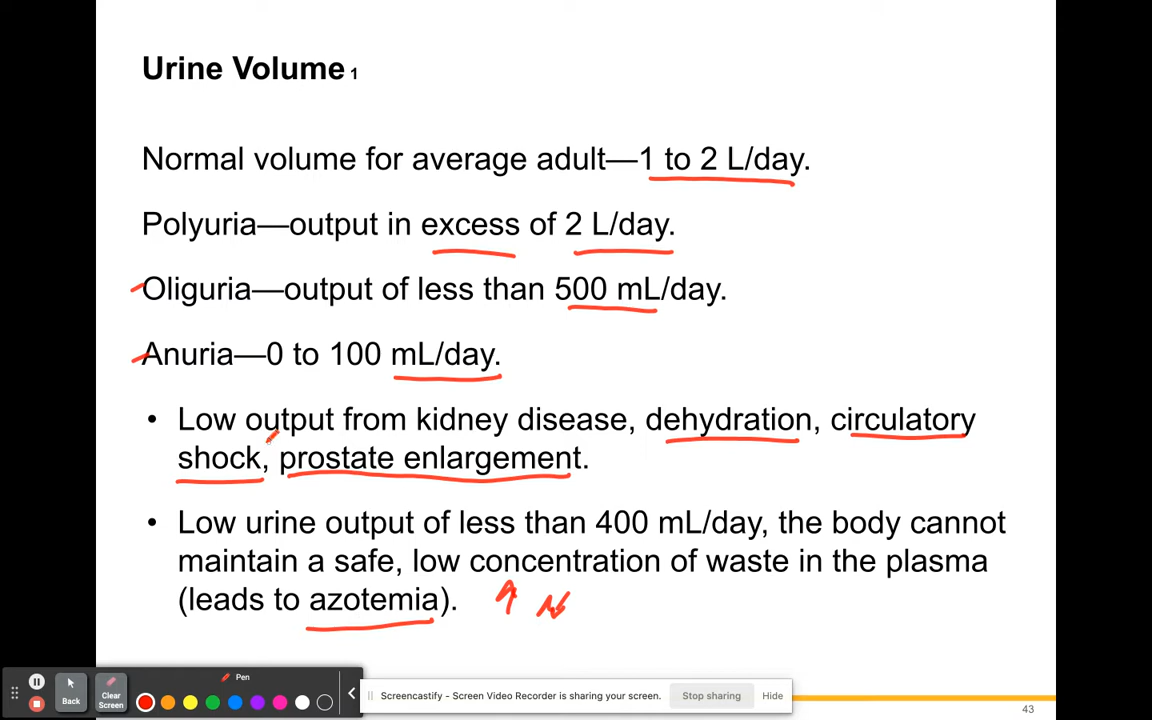 Urine Volume 1
Normal volume for average adult—1 to 2 L/day.
Polyuria—output in excess of 2 L/day.
Oliguria—output of less than 500 mL/day.
Anuria—0 to 100 mL/day.
• Low output from kidney disease, dehydration, circulatory
shock, prostate enlargement.
• Low urine output of less than 400 mL/day, the body cannot
maintain a safe, low concentration of waste in the plasma
(leads to azotemia). ↑ N
Pen
Back
Clear
Screen
Screencastify - Screen Video Recorder is sharing your screen.
Stop sharing
Hide
43